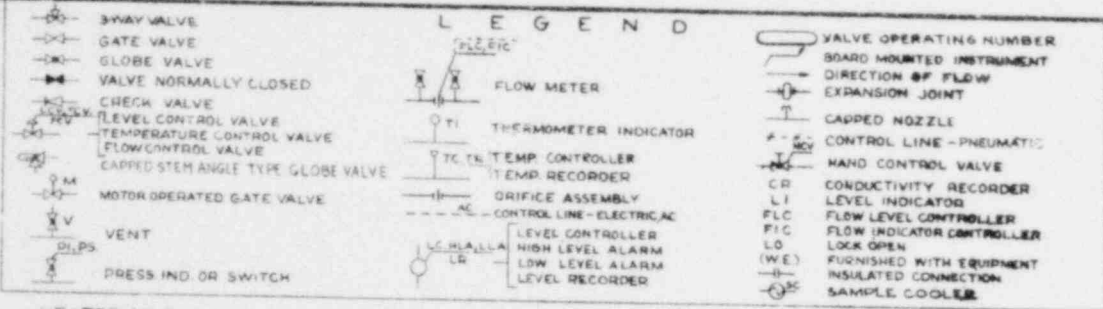 LEGEND
3-WAY VALVE
GATE VALVE
GLOBE VALVE
VALVE NORMALLY CLOSED
CHECK VALVE
LEVEL CONTROL VALVE
TEMPERATURE CONTROL VALVE
FCV
FLOW CONTROL VALVE
CAPPED STEM ANGLE TYPE GLOBE VALVE
M
MOTOR OPERATED GATE VALVE
V
VENT
PI, PS
PRESS IND. OR SWITCH
FLC, FIC
FLOW METER
TI
THERMOMETER INDICATOR
TC, TR TEMP. CONTROLLER
TEMP. RECORDER
ORIFICE ASSEMBLY
AC
CONTROL LINE - ELECTRIC, AC
LEVEL CONTROLLER
LC, HLA, LLA HIGH LEVEL ALARM
LR LOW LEVEL ALARM
LEVEL RECORDER
VALVE OPERATING NUMBER
BOARD MOUNTED INSTRUMENT
DIRECTION OF FLOW
EXPANSION JOINT
CAPPED NOZZLE
CONTROL LINE - PNEUMATIC
HCV
HAND CONTROL VALVE
CR CONDUCTIVITY RECORDER
LI LEVEL INDICATOR
FLC FLOW LEVEL CONTROLLER
FIC FLOW INDICATOR CONTROLLER
LO LOCK OPEN
(W.E.) FURNISHED WITH EQUIPMENT
INSULATED CONNECTION
SC
SAMPLE COOLER